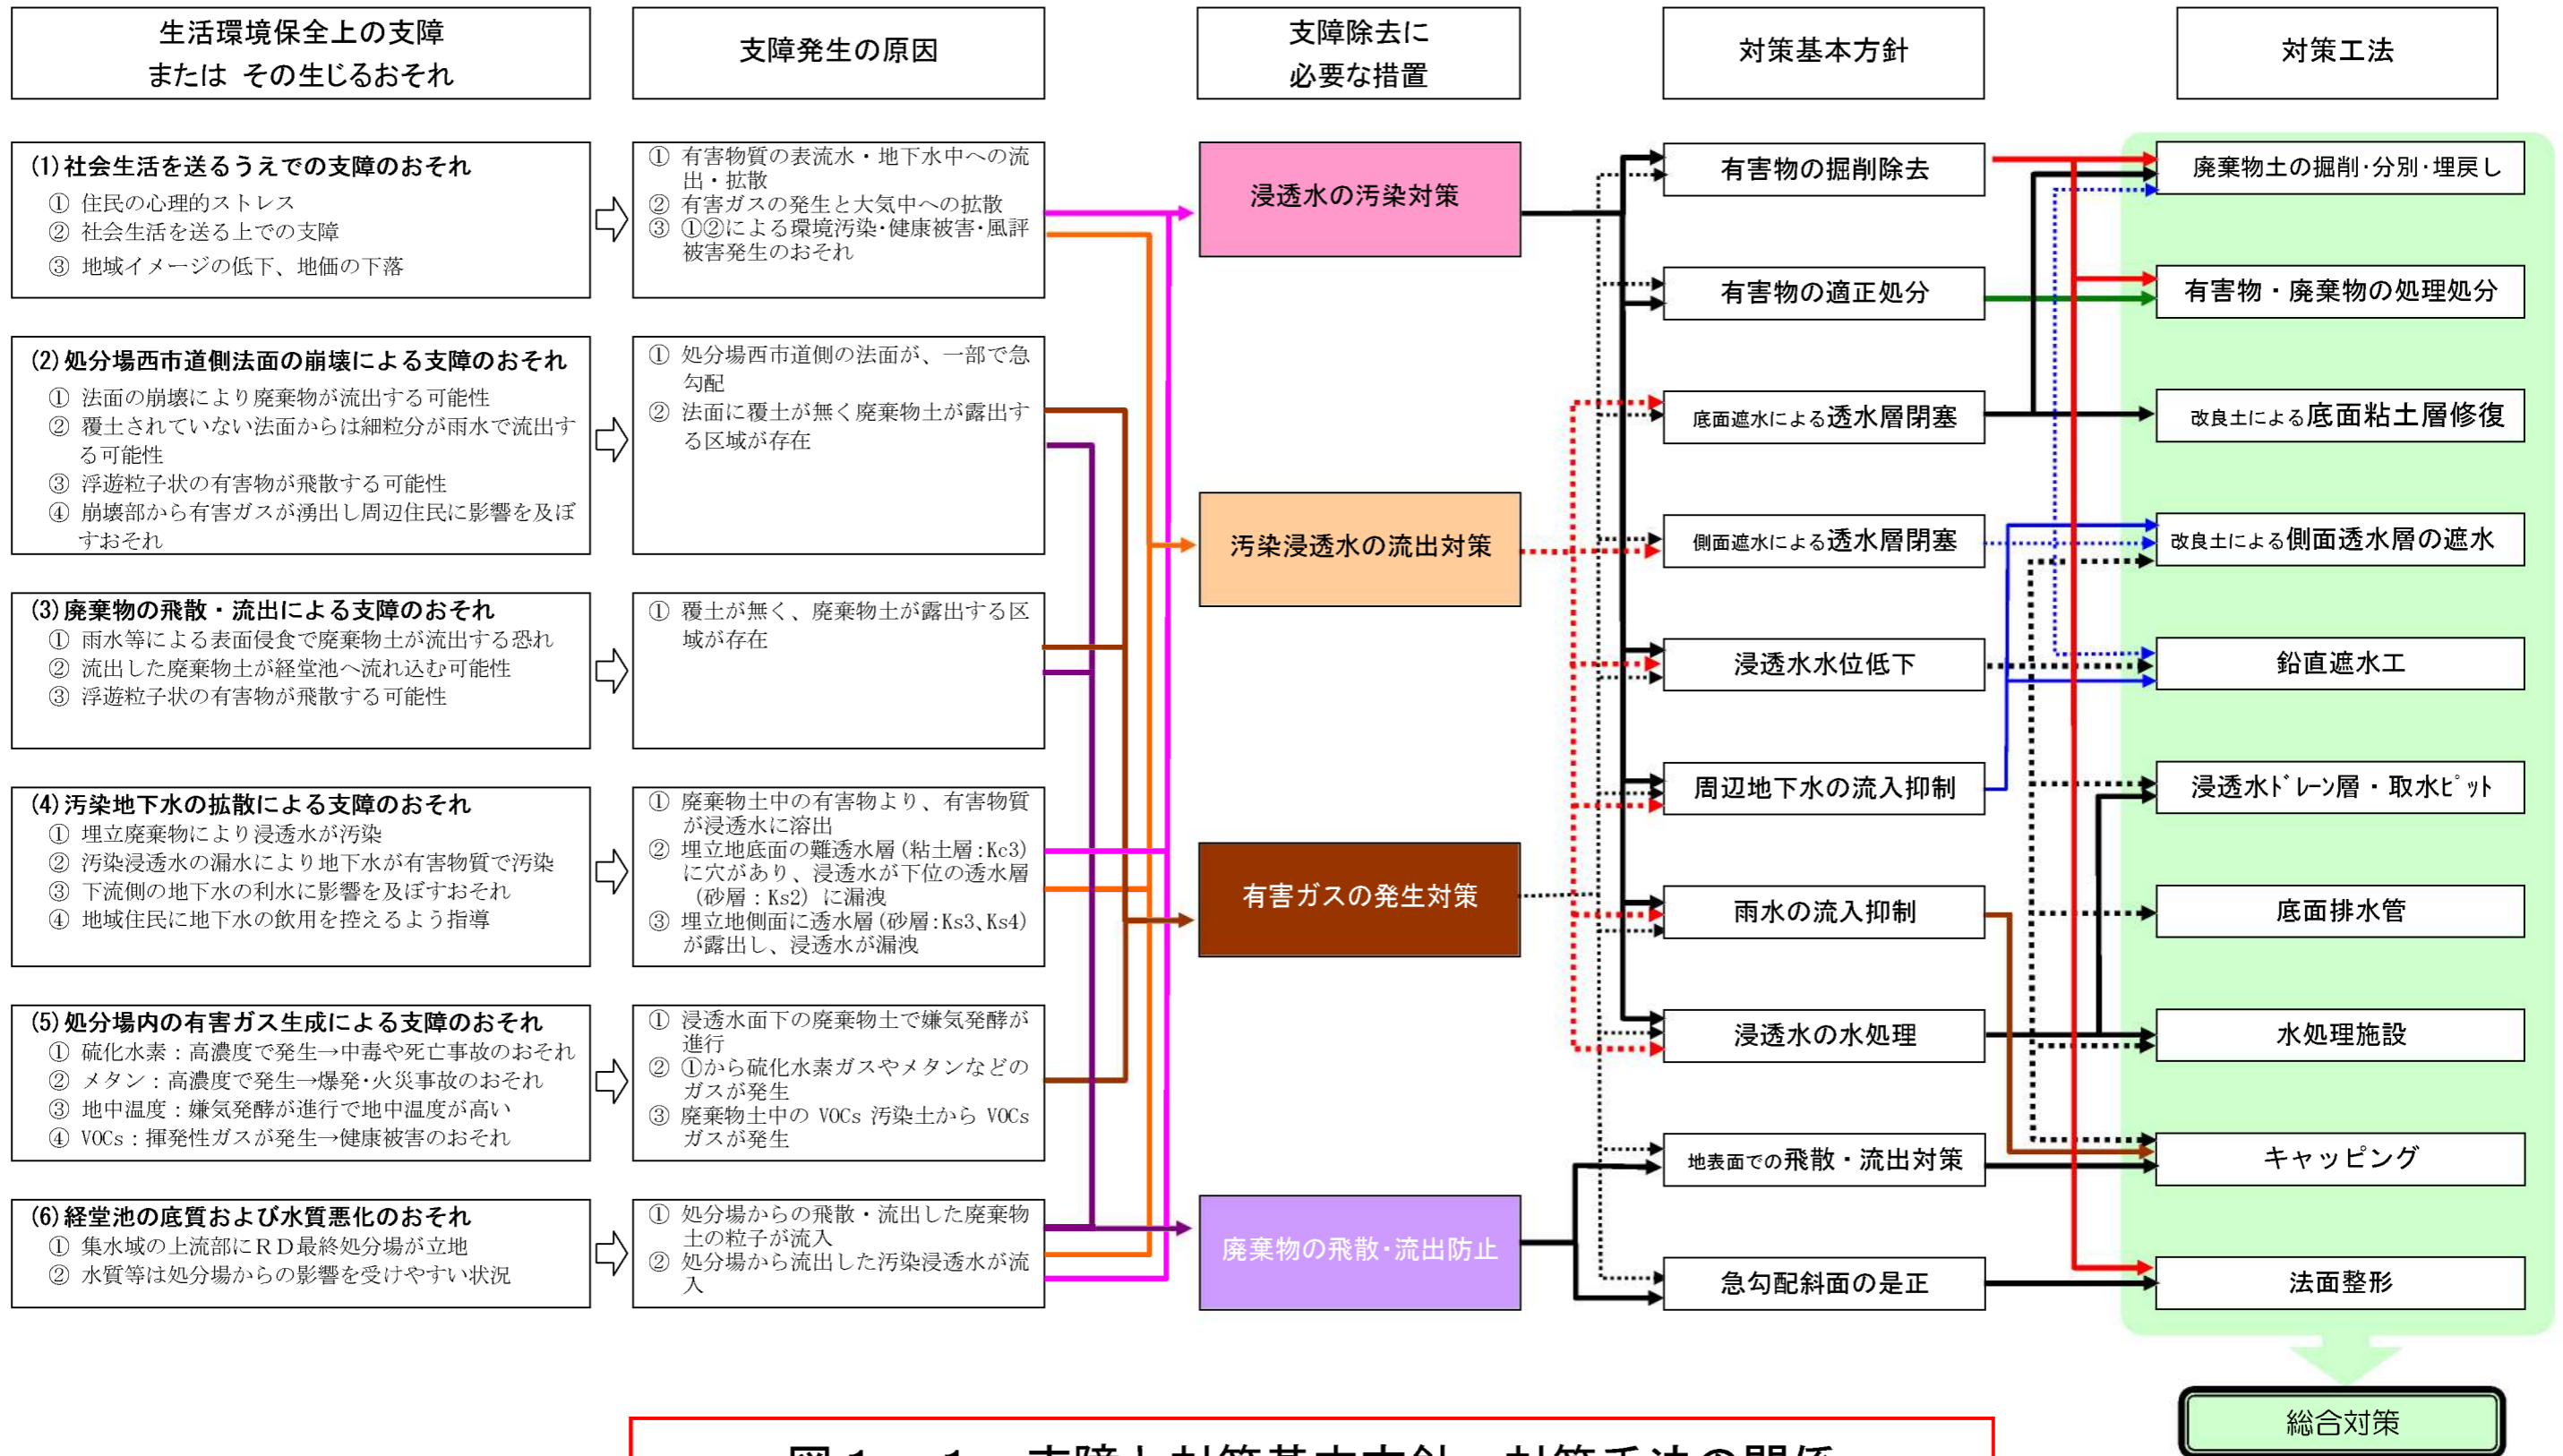 生活環境保全上の支障
または その生じるおそれ
支障発生の原因
支障除去に
必要な措置
対策基本方針
対策工法
(1)社会生活を送るうえでの支障のおそれ
① 住民の心理的ストレス
② 社会生活を送る上での支障
③ 地域イメージの低下、地価の下落
① 有害物質の表流水・地下水中への流
出・拡散
② 有害ガスの発生と大気中への拡散
③ ①②による環境汚染・健康被害・風評
被害発生のおそれ
(2)処分場西市道側法面の崩壊による支障のおそれ
① 法面の崩壊により廃棄物が流出する可能性
② 覆土されていない法面からは細粒分が雨水で流出す
る可能性
③ 浮遊粒子状の有害物が飛散する可能性
④ 崩壊部から有害ガスが湧出し周辺住民に影響を及ぼ
すおそれ
① 処分場西市道側の法面が、一部で急
勾配
② 法面に覆土が無く廃棄物土が露出す
る区域が存在
(3)廃棄物の飛散・流出による支障のおそれ
① 雨水等による表面侵食で廃棄物土が流出する恐れ
② 流出した廃棄物土が経堂池へ流れ込む可能性
③ 浮遊粒子状の有害物が飛散する可能性
① 覆土が無く、廃棄物土が露出する区
域が存在
(4)汚染地下水の拡散による支障のおそれ
① 埋立廃棄物により浸透水が汚染
② 汚染浸透水の漏水により地下水が有害物質で汚染
③ 下流側の地下水の利水に影響を及ぼすおそれ
④ 地域住民に地下水の飲用を控えるよう指導
① 廃棄物土中の有害物より、有害物質
が浸透水に溶出
② 埋立地底面の難透水層(粘土層:Kc3)
に穴があり、浸透水が下位の透水層
(砂層：Ks2）に漏洩
③ 埋立地側面に透水層(砂層:Ks3、Ks4)
が露出し、浸透水が漏洩
(5)処分場内の有害ガス生成による支障のおそれ
① 硫化水素：高濃度で発生→中毒や死亡事故のおそれ
② メタン：高濃度で発生→爆発・火災事故のおそれ
③ 地中温度：嫌気発酵が進行で地中温度が高い
④ VOCs：揮発性ガスが発生→健康被害のおそれ
① 浸透水面下の廃棄物土で嫌気発酵が
進行
② ①から硫化水素ガスやメタンなどの
ガスが発生
③ 廃棄物土中の VOCs 汚染土から VOCs
ガスが発生
(6)経堂池の底質および水質悪化のおそれ
① 集水域の上流部にＲＤ最終処分場が立地
② 水質等は処分場からの影響を受けやすい状況
① 処分場からの飛散・流出した廃棄物
土の粒子が流入
② 処分場から流出した汚染浸透水が流
入
浸透水の汚染対策
汚染浸透水の流出対策
有害ガスの発生対策
廃棄物の飛散・流出防止
有害物の掘削除去
有害物の適正処分
底面遮水による透水層閉塞
側面遮水による透水層閉塞
浸透水水位低下
周辺地下水の流入抑制
雨水の流入抑制
浸透水の水処理
地表面での飛散・流出対策
急勾配斜面の是正
廃棄物土の掘削・分別・埋戻し
有害物・廃棄物の処理処分
改良土による底面粘土層修復
改良土による側面透水層の遮水
鉛直遮水工
浸透水ﾄﾞﾚｰﾝ層・取水ﾋﾟｯﾄ
底面排水管
水処理施設
キャッピング
法面整形
総合対策